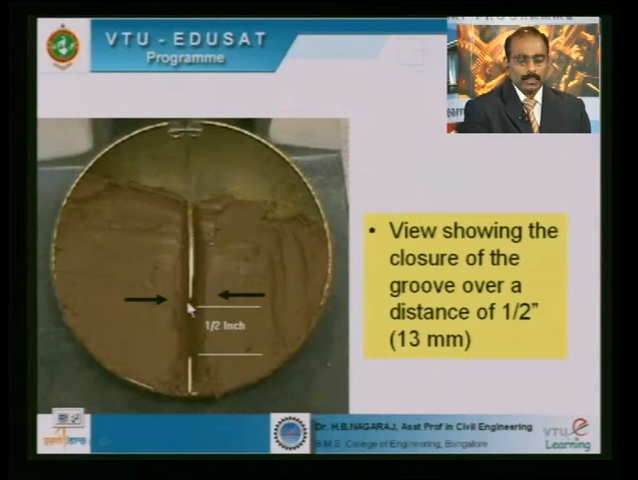 VTU - EDUSAT
Programme
PROGRAMME
• View showing the
closure of the
groove over a
distance of 1/2"
(13 mm)
1/2 Inch
Dr. H.B.NAGARAJ, Asst Prof in Civil Engineering
B.M.S. College of Engineering, Bangalore
VTU e
Learning